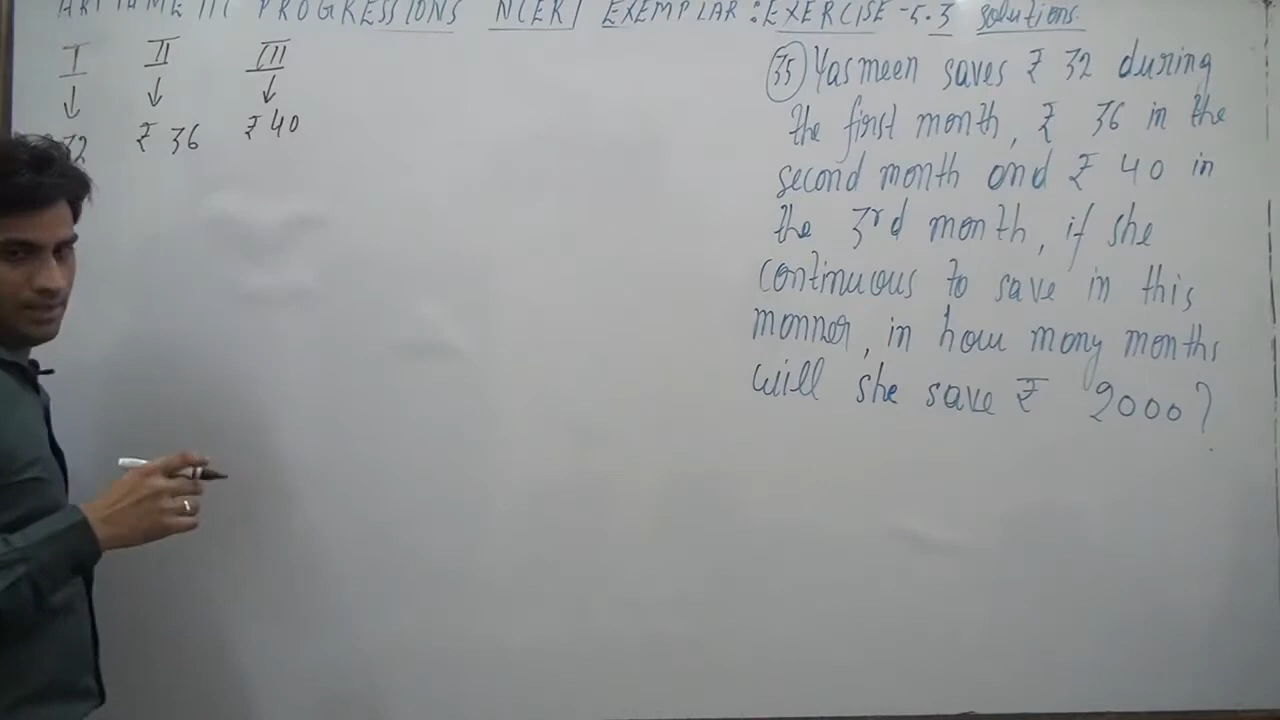 ARITHMETIC PROGRESSIONS NCERT EXEMPLAR : EXERCISE - 5.3 solutions.
I II III
↓ ↓ ↓
32 ₹ 36 ₹ 40
(35) Yasmeen saves ₹ 32 during
the first month, ₹ 36 in the
second month and ₹ 40 in
the 3rd month, if she
continuous to save in this
manner, in how many months
will she save ₹ 2000?